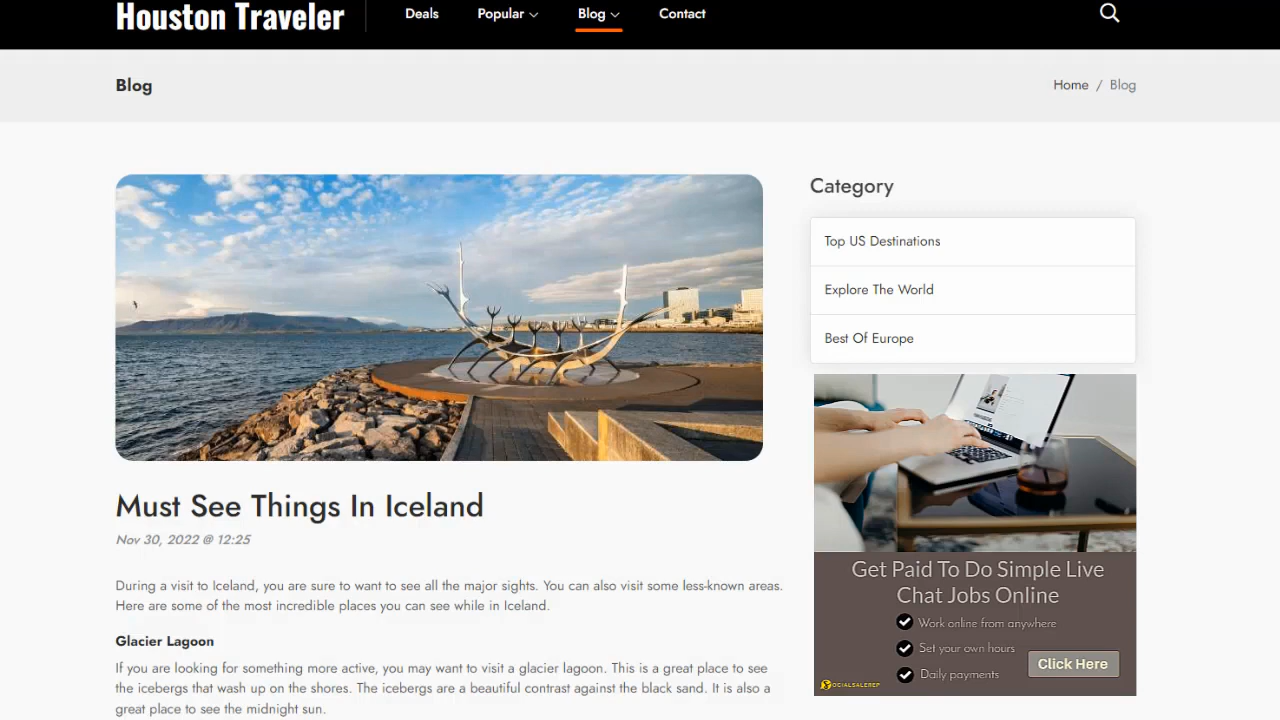 Houston Traveler
Deals
Popular
Blog
Contact
Blog
Home / Blog
Category
Top US Destinations
Explore The World
Best Of Europe
Must See Things In Iceland
Nov 30, 2022 @ 12:25
During a visit to Iceland, you are sure to want to see all the major sights. You can also visit some less-known areas.
Here are some of the most incredible places you can see while in Iceland.
Glacier Lagoon
If you are looking for something more active, you may want to visit a glacier lagoon. This is a great place to see
the icebergs that wash up on the shores. The icebergs are a beautiful contrast against the black sand. It is also a
great place to see the midnight sun.
Get Paid To Do Simple Live
Chat Jobs Online
Work online from anywhere
Set your own hours
Daily payments
Click Here
SOCIALSALEREP